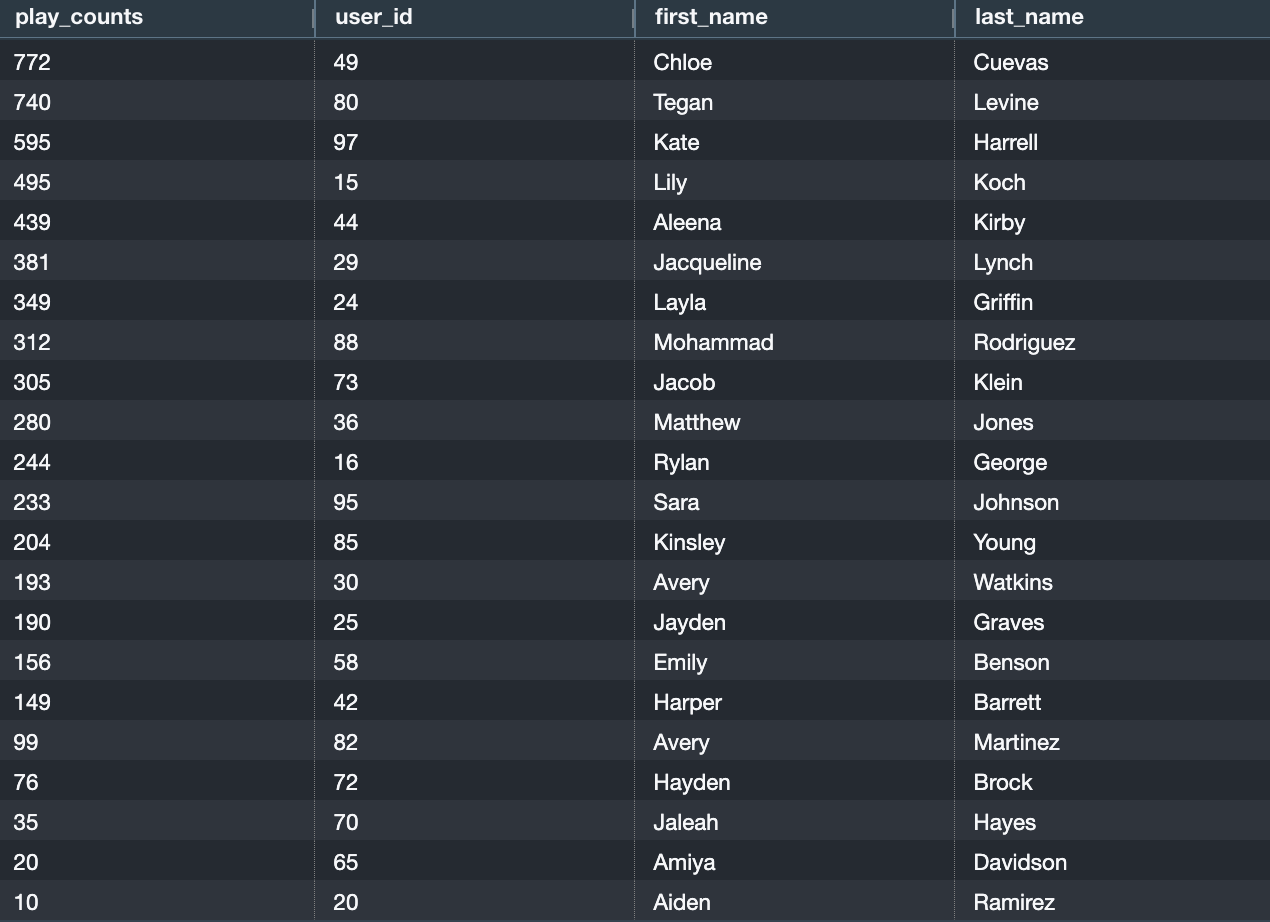 play_counts user_id first_name last_name
772 49 Chloe Cuevas
740 80 Tegan Levine
595 97 Kate Harrell
495 15 Lily Koch
439 44 Aleena Kirby
381 29 Jacqueline Lynch
349 24 Layla Griffin
312 88 Mohammad Rodriguez
305 73 Jacob Klein
280 36 Matthew Jones
244 16 Rylan George
233 95 Sara Johnson
204 85 Kinsley Young
193 30 Avery Watkins
190 25 Jayden Graves
156 58 Emily Benson
149 42 Harper Barrett
99 82 Avery Martinez
76 72 Hayden Brock
35 70 Jaleah Hayes
20 65 Amiya Davidson
10 20 Aiden Ramirez